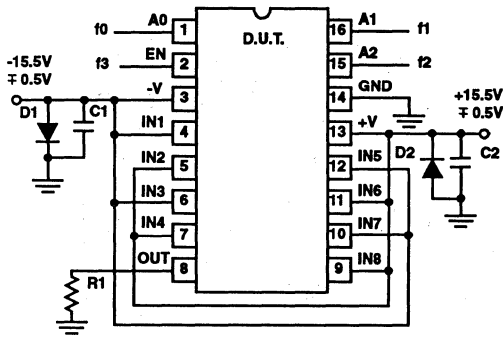 f0 A0 1 D.U.T. 16 A1 f1
f3 EN 2 15 A2 f2
-15.5V
∓ 0.5V
D1 C1 -V 3 14 GND
+15.5V
∓ 0.5V
IN1 4 13 +V
IN2 5 12 IN5 D2 C2
IN3 6 11 IN6
IN4 7 10 IN7
OUT 8 9 IN8
R1